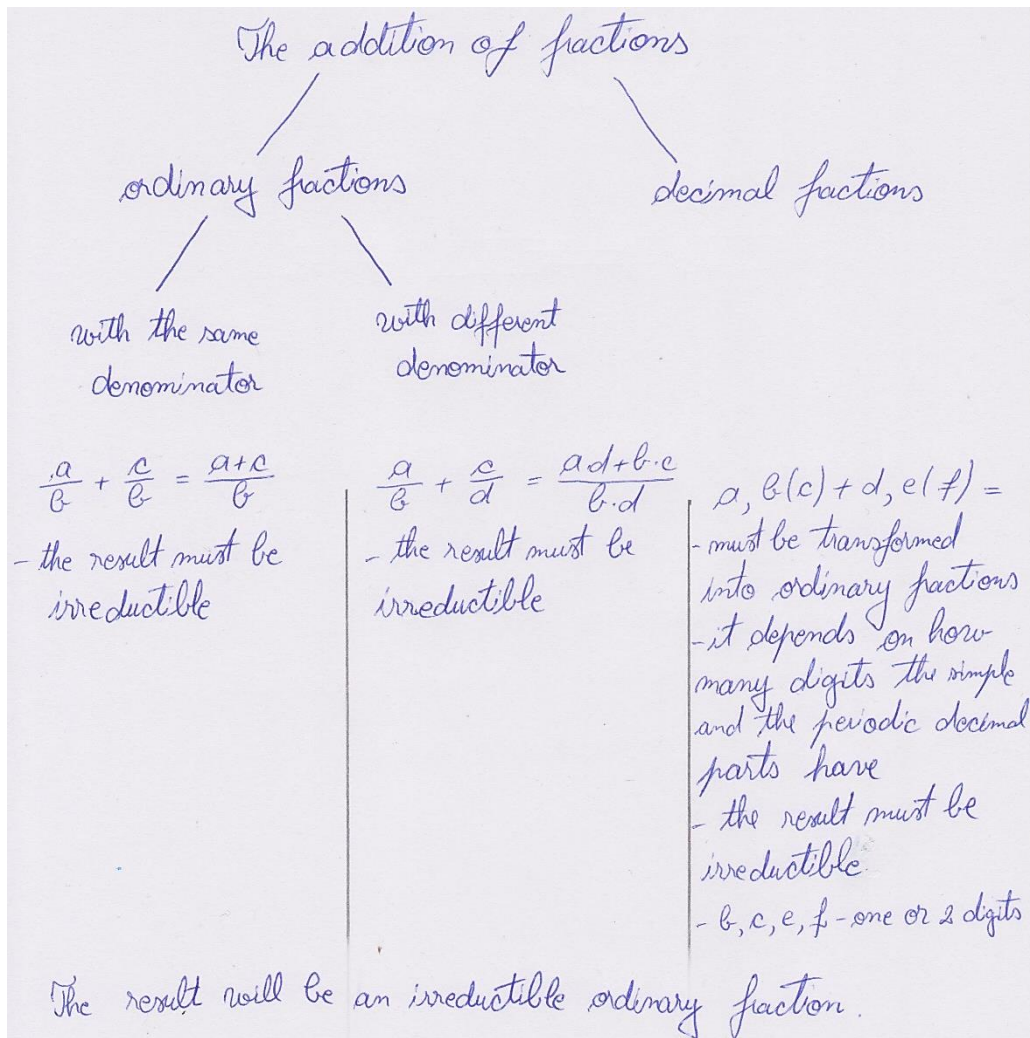 The addition of fractions
ordinary fractions
decimal fractions
with the same
denominator
with different
denominator
a/b + c/b = a+c/b
- the result must be
irreductible
a/b + c/d = ad+b·c/b·d
- the result must be
irreductible
a, b(c) + d, e(f) =
- must be transformed
into ordinary fractions
- it depends on how
many digits the simple
and the periodic decimal
parts have
- the result must be
irreductible
- b, c, e, f - one or 2 digits
The result will be an irreductible ordinary fraction.